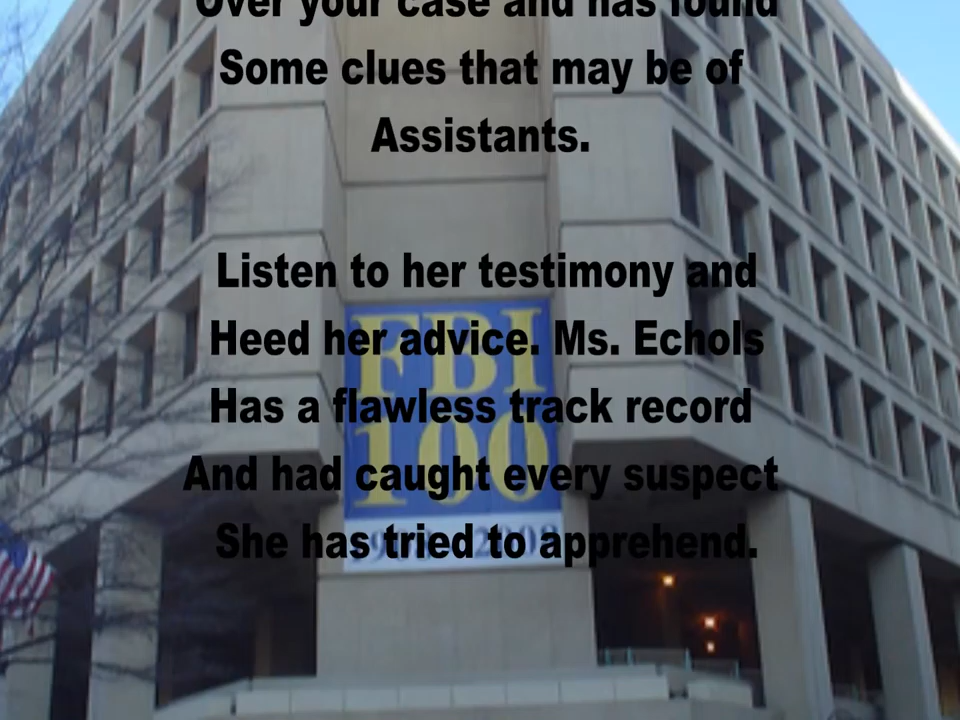 Over your case and has found
Some clues that may be of
Assistants.
Listen to her testimony and
Heed her advice. Ms. Echols
Has a flawless track record
And had caught every suspect
She has tried to apprehend.
FBI
100
1908 2008